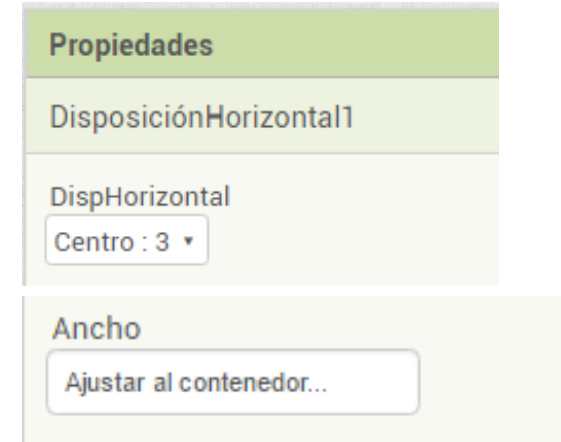 Propiedades
DisposiciónHorizontal1
DispHorizontal
Centro : 3
Ancho
Ajustar al contenedor...